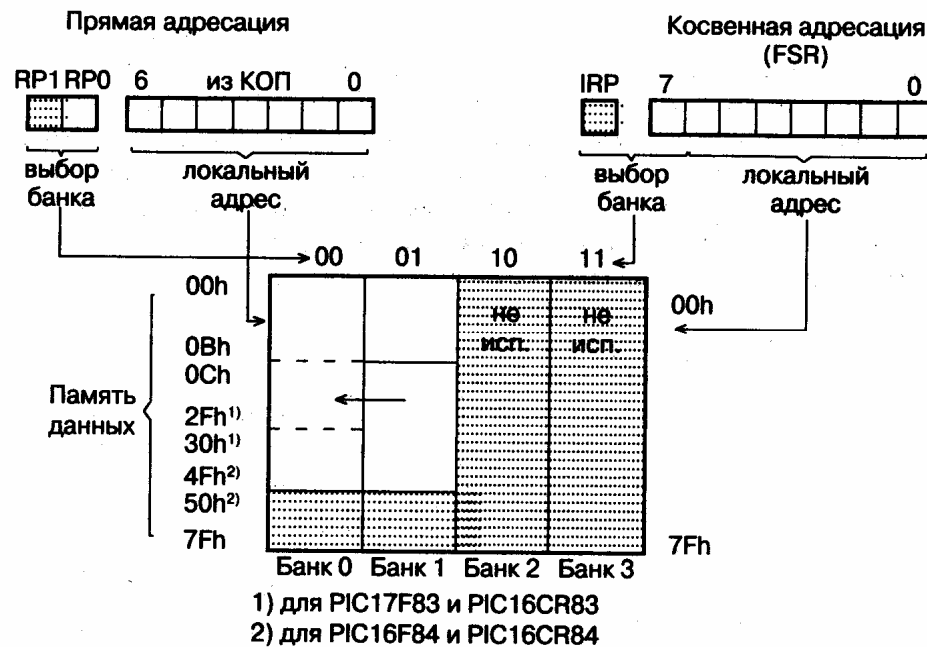 Прямая адресация
Косвенная адресация
(FSR)
RP1 RP0 6 из КОП 0
IRP 7 0
выбор банка
локальный адрес
выбор банка
локальный адрес
00 01 10 11
00h
00h
не исп.
не исп.
0Bh
0Ch
Память данных
2Fh¹⁾
30h¹⁾
4Fh²⁾
50h²⁾
7Fh
7Fh
Банк 0 Банк 1 Банк 2 Банк 3
1) для PIC17F83 и PIC16CR83
2) для PIC16F84 и PIC16CR84